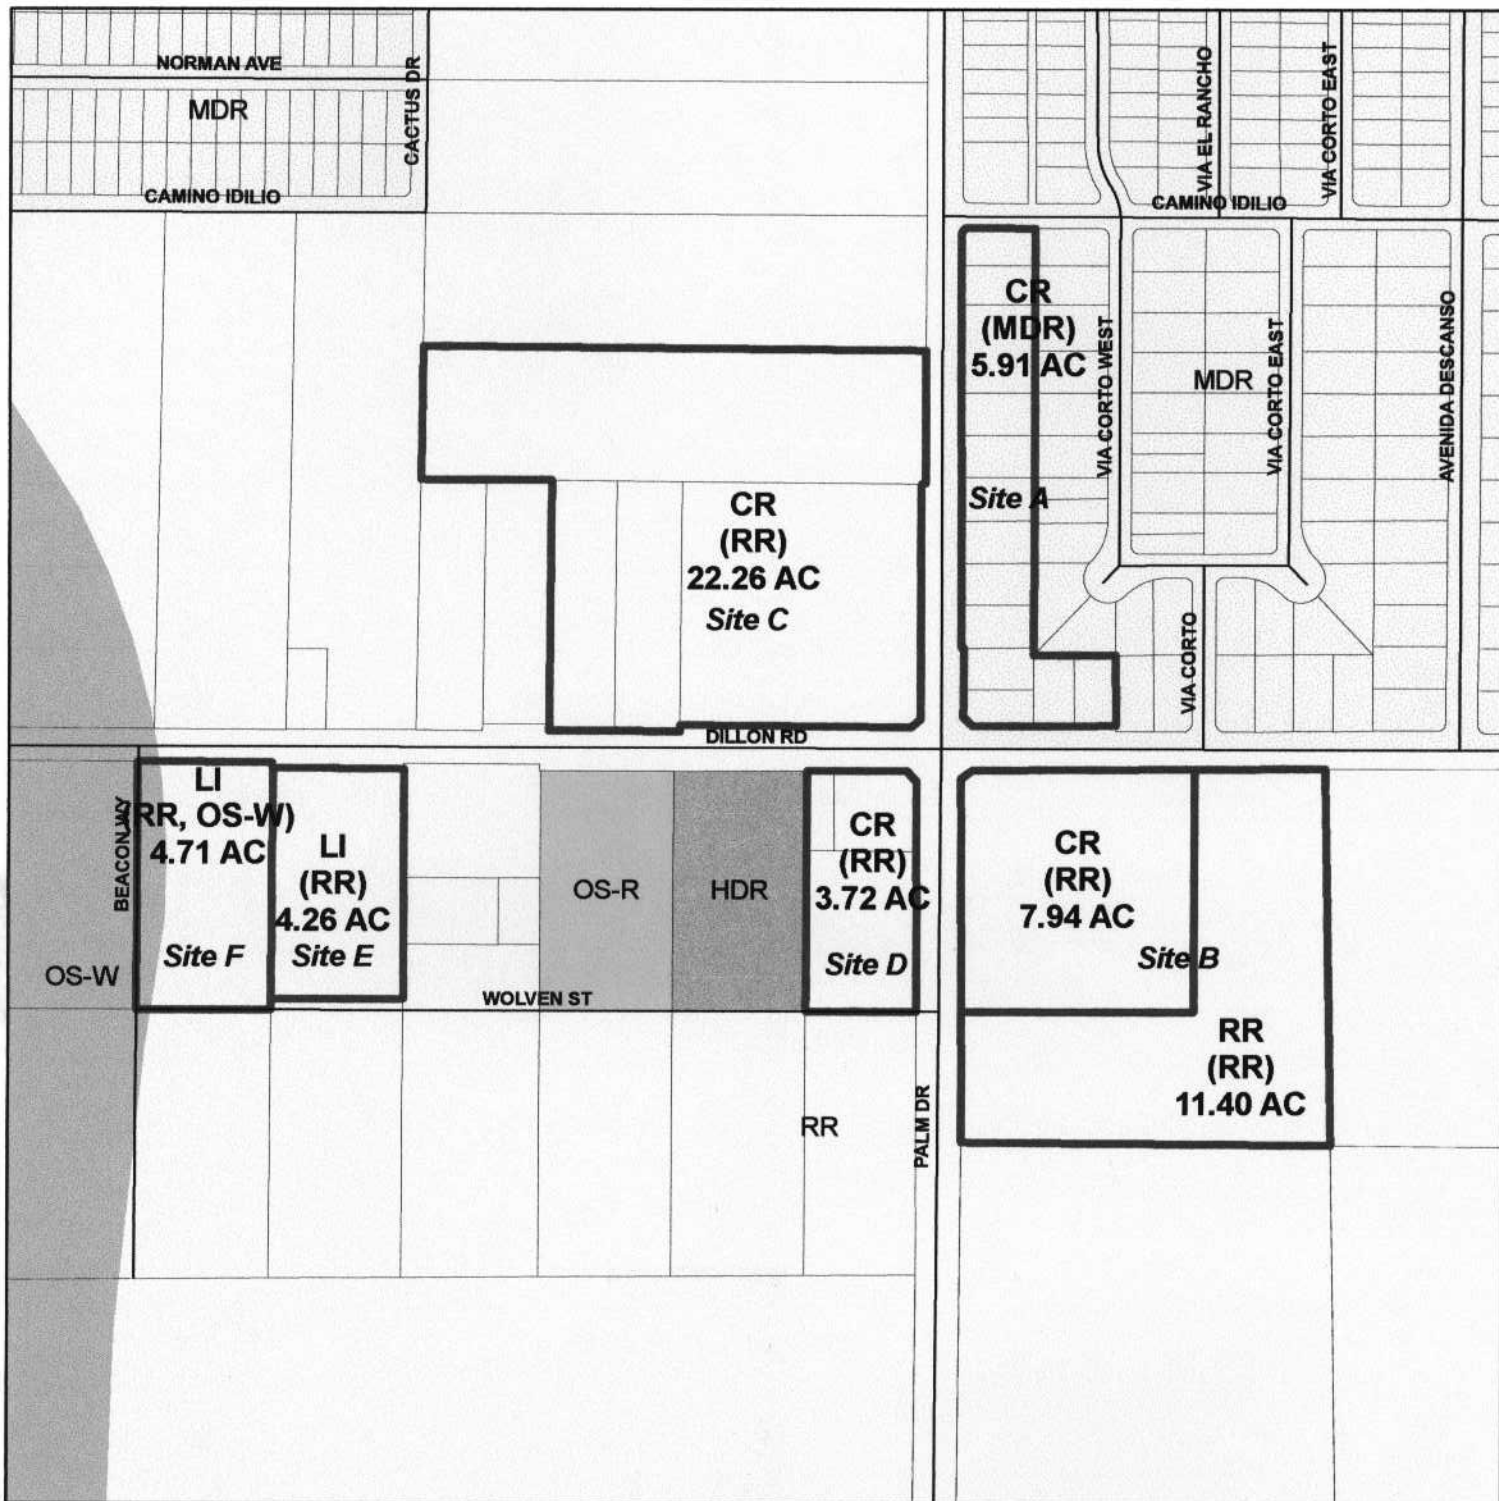 NORMAN AVE
MDR
CACTUS DR
CAMINO IDILIO
VIA EL RANCHO
VIA CORTO EAST
CAMINO IDILIO
CR
(MDR)
5.91 AC
Site A
VIA CORTO WEST
MDR
VIA CORTO EAST
AVENIDA DESCANSO
CR
(RR)
22.26 AC
Site C
VIA CORTO
DILLON RD
BEACON WY
LI
(RR, OS-W)
4.71 AC
Site F
LI
(RR)
4.26 AC
Site E
OS-R
HDR
CR
(RR)
3.72 AC
Site D
CR
(RR)
7.94 AC
Site B
OS-W
WOLVEN ST
RR
(RR)
11.40 AC
RR
PALM DR